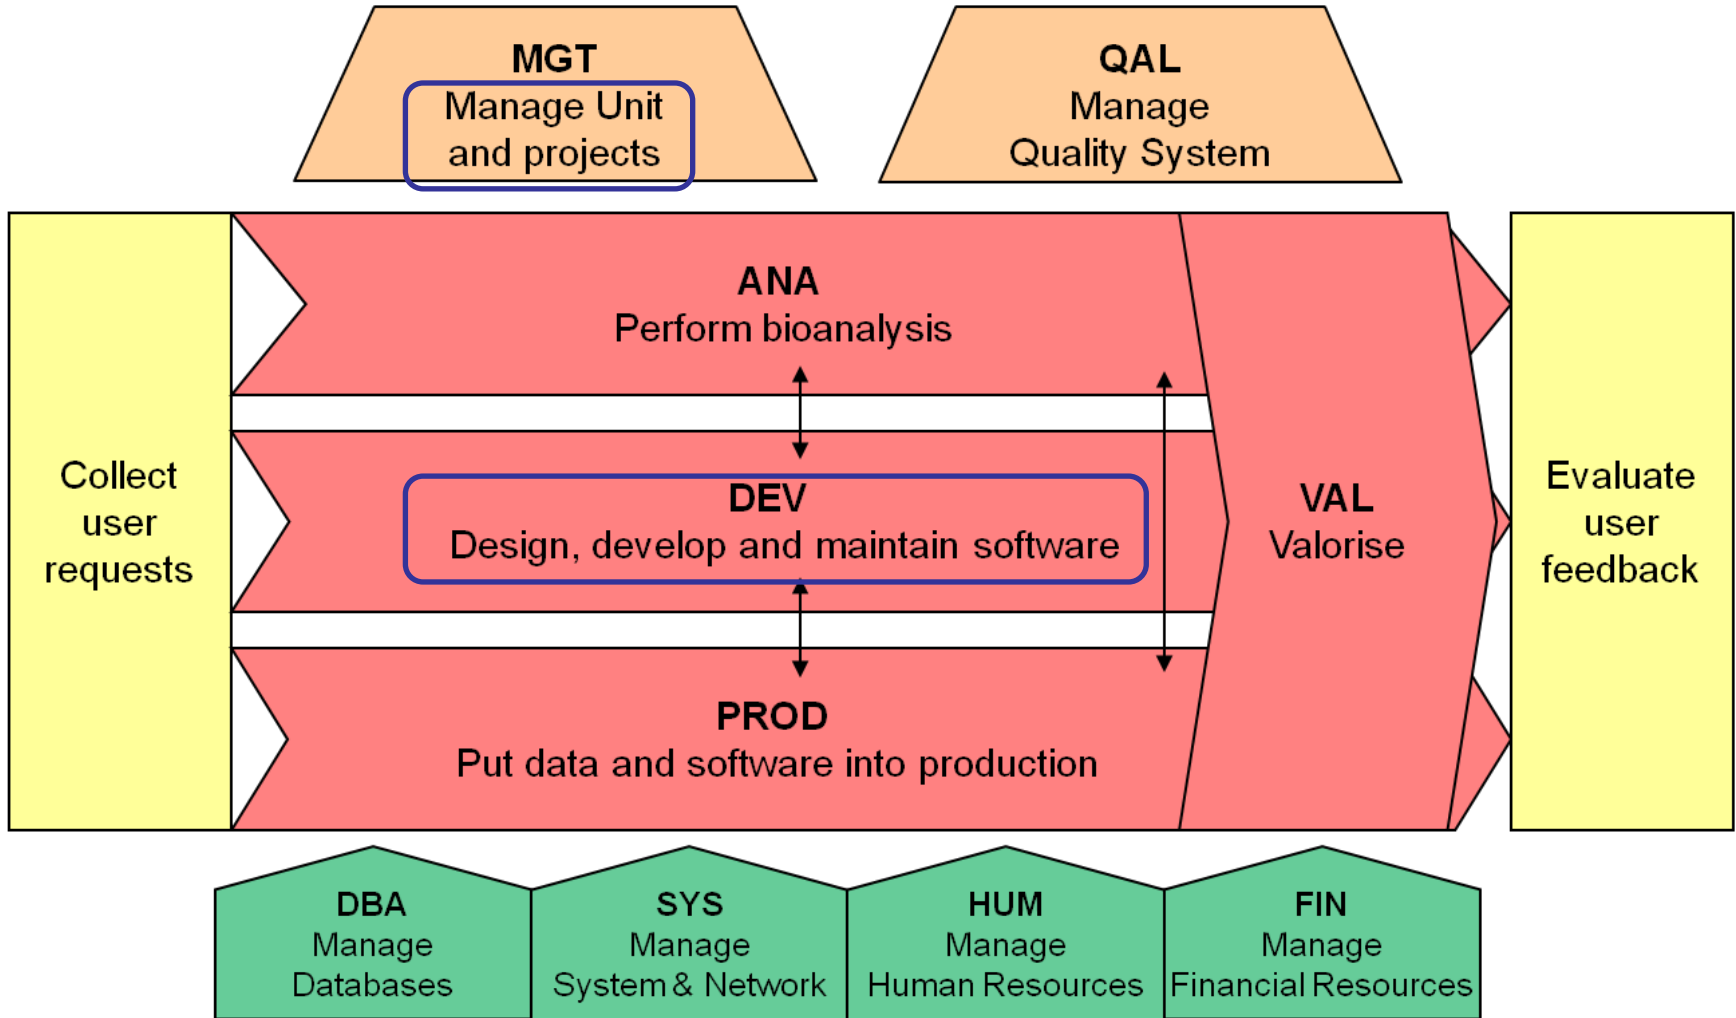 MGT
Manage Unit
and projects
QAL
Manage
Quality System
Collect
user
requests
ANA
Perform bioanalysis
DEV
Design, develop and maintain software
PROD
Put data and software into production
VAL
Valorise
Evaluate
user
feedback
DBA
Manage
Databases
SYS
Manage
System & Network
HUM
Manage
Human Resources
FIN
Manage
Financial Resources